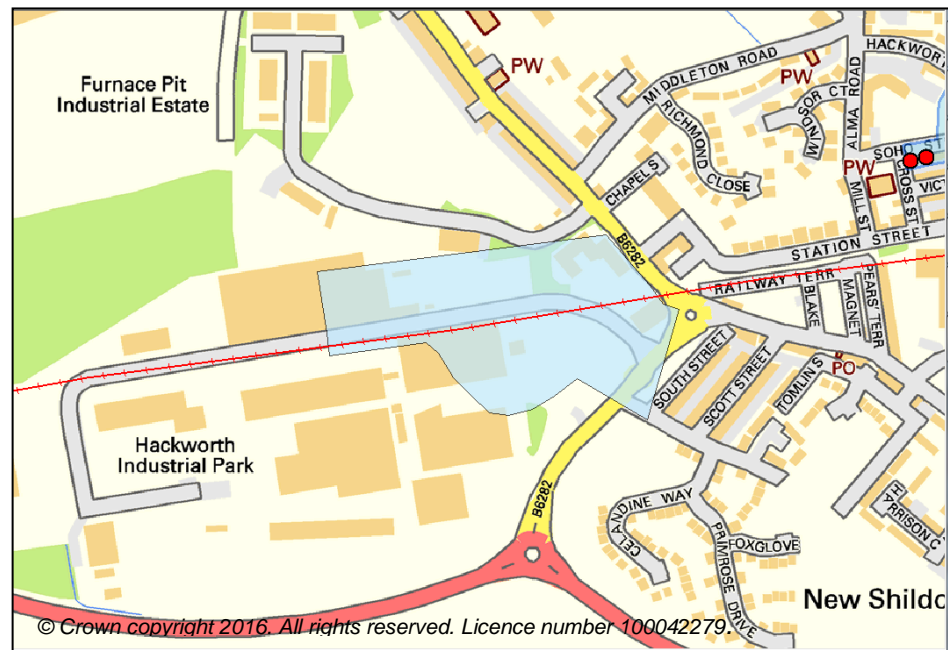 Furnace Pit
Industrial Estate
PW
MIDDLETON ROAD
PW
HACKWOR
ALMA ROAD
RICHMOND CLOSE
SOHO ST
CROSS ST
VICT
PW
MILL ST
CHAPEL S
B6282
STATION STREET
RAILWAY TERR
BLAKE
MAGNET
PEARS TERR
SOUTH STREET
SCOTT STREET
TOMLIN S
PO
Hackworth
Industrial Park
B6282
CELANDINE WAY
PRIMROSE DRIVE
FOXGLOVE
HARRISON C
New Shildo
© Crown copyright 2016. All rights reserved. Licence number 100042279.